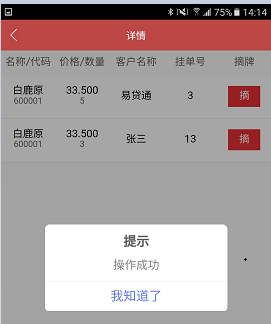 75% 14:14
详情
名称/代码 价格/数量 客户名称 挂单号 摘牌
白鹿原 33.500 易贷通 3 摘
600001 5
白鹿原 33.500 张三 13 摘
600001 3
提示
操作成功
我知道了